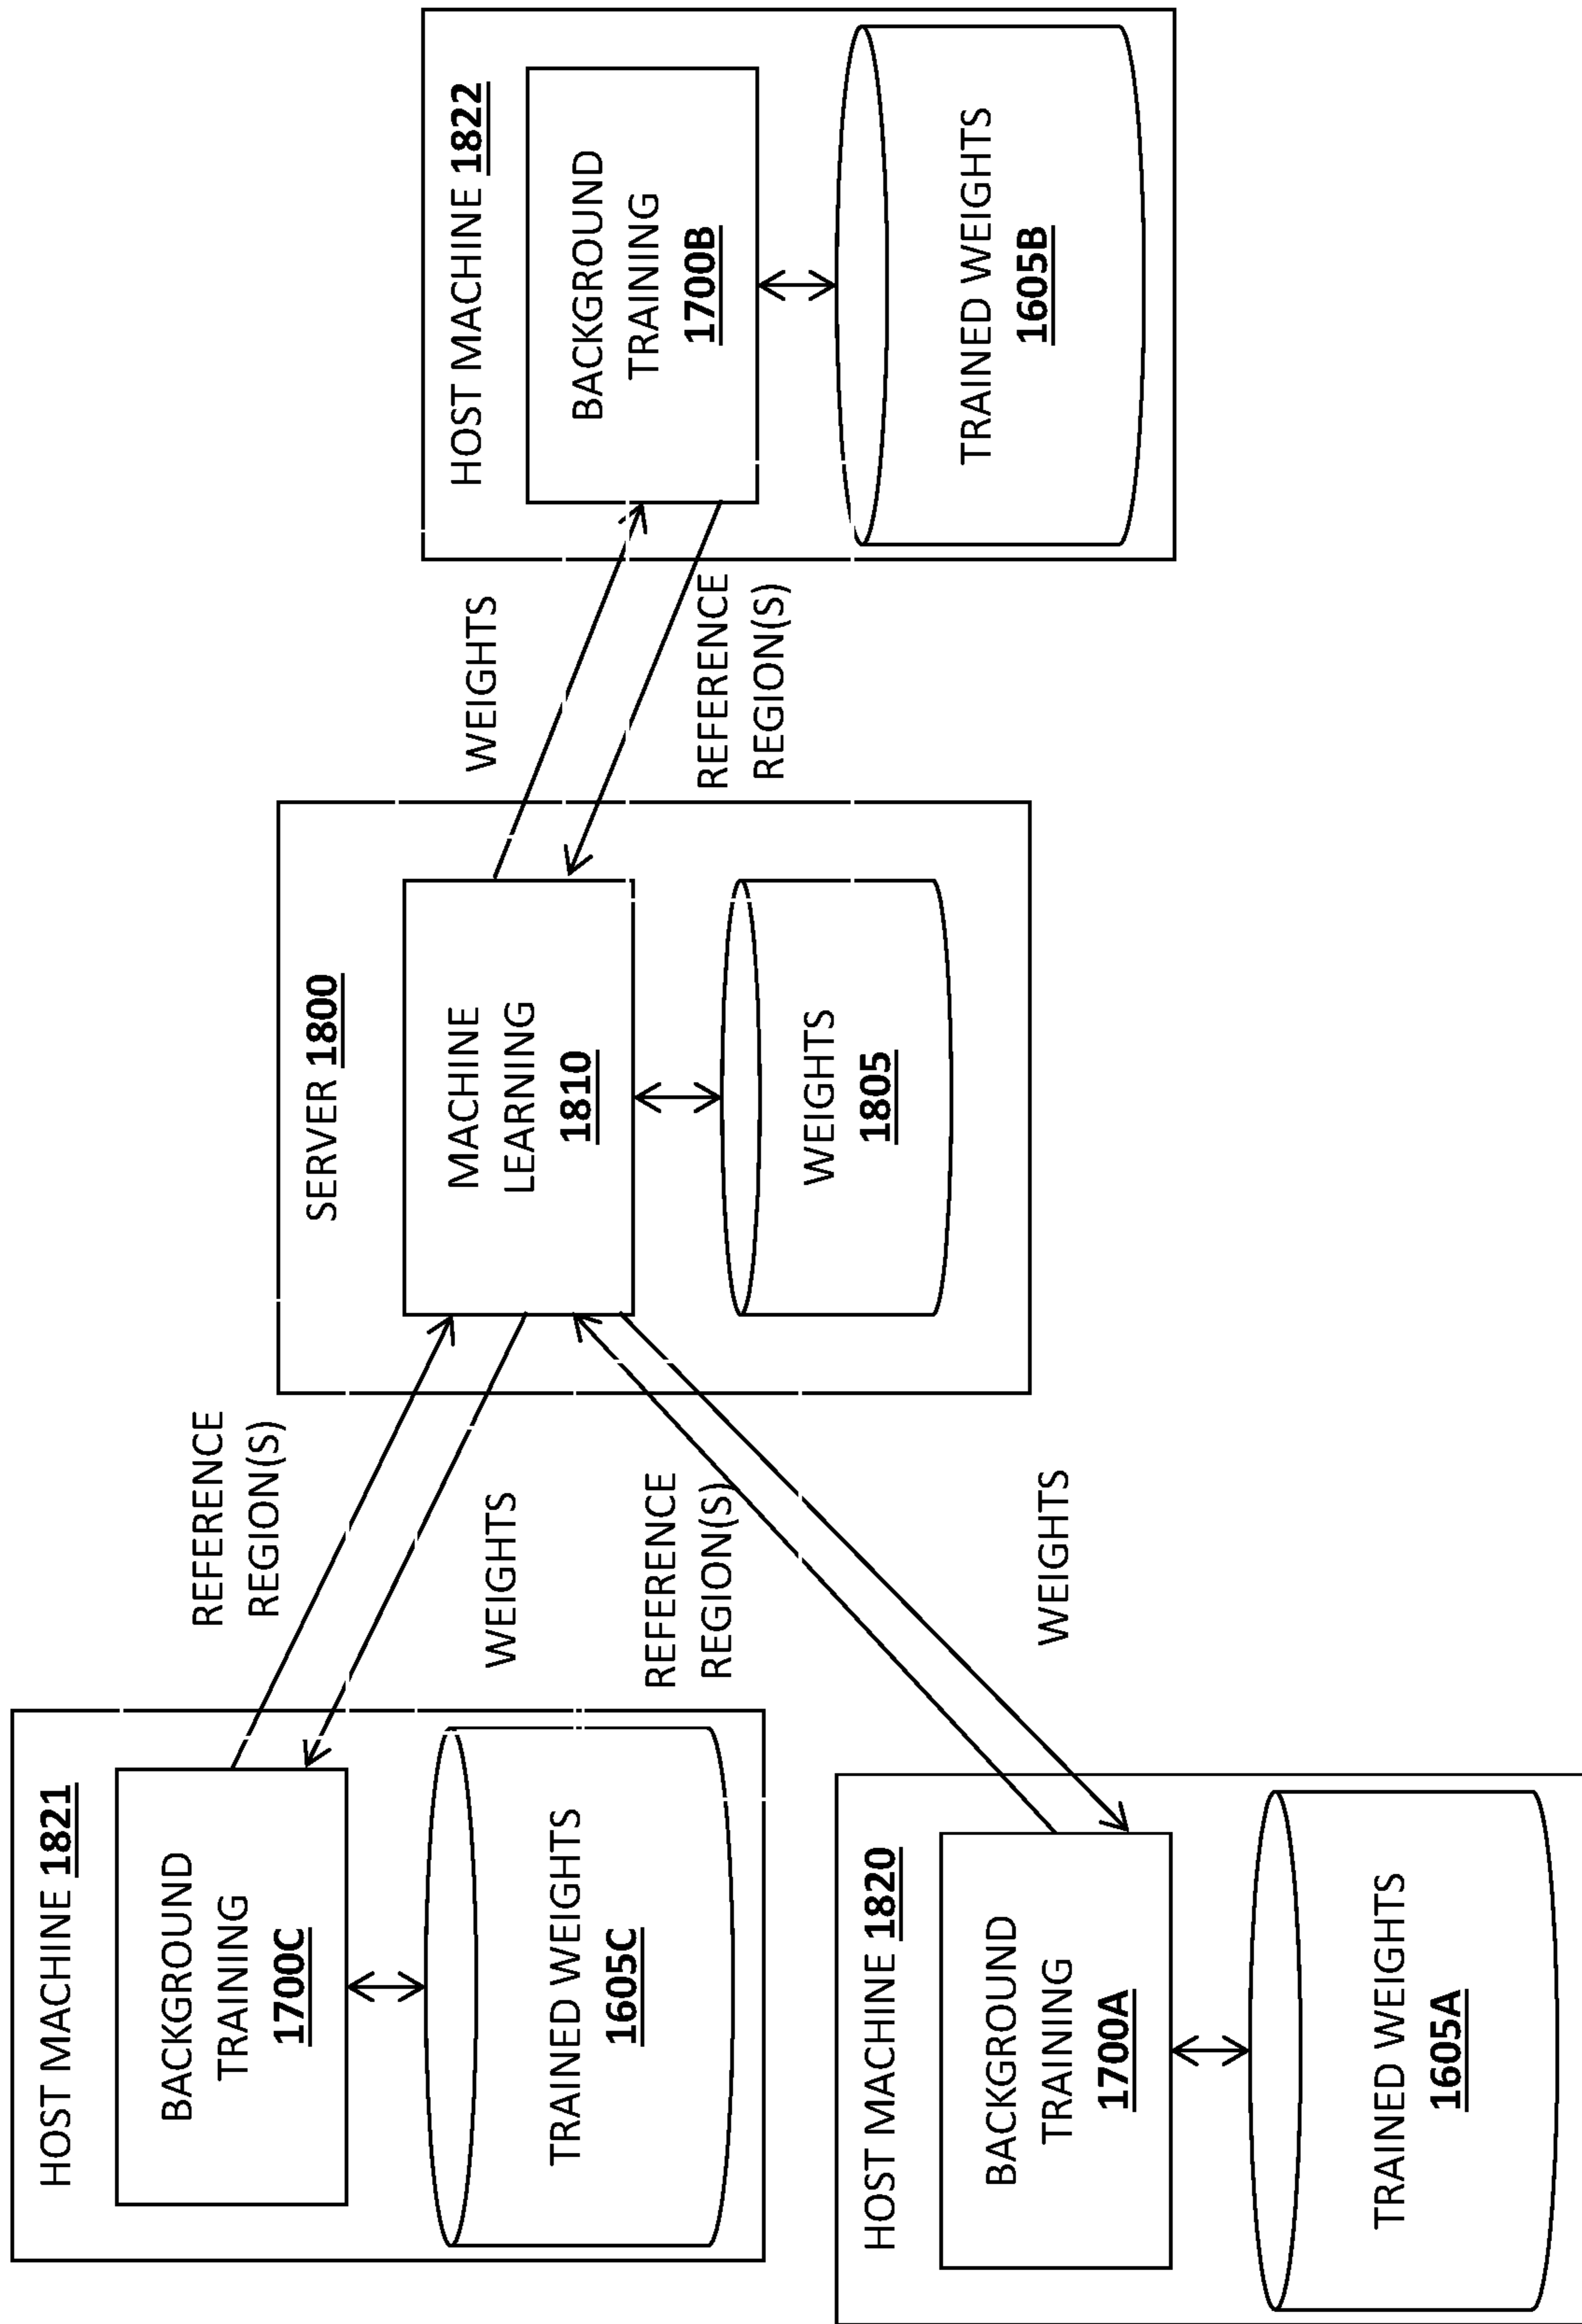 HOST MACHINE 1821
BACKGROUND
TRAINING
1700C
TRAINED WEIGHTS
1605C
REFERENCE
REGION(S)
WEIGHTS
SERVER 1800
MACHINE
LEARNING
1810
WEIGHTS
1805
WEIGHTS
REFERENCE
REGION(S)
HOST MACHINE 1822
BACKGROUND
TRAINING
1700B
TRAINED WEIGHTS
1605B
REFERENCE
REGION(S)
WEIGHTS
HOST MACHINE 1820
BACKGROUND
TRAINING
1700A
TRAINED WEIGHTS
1605A